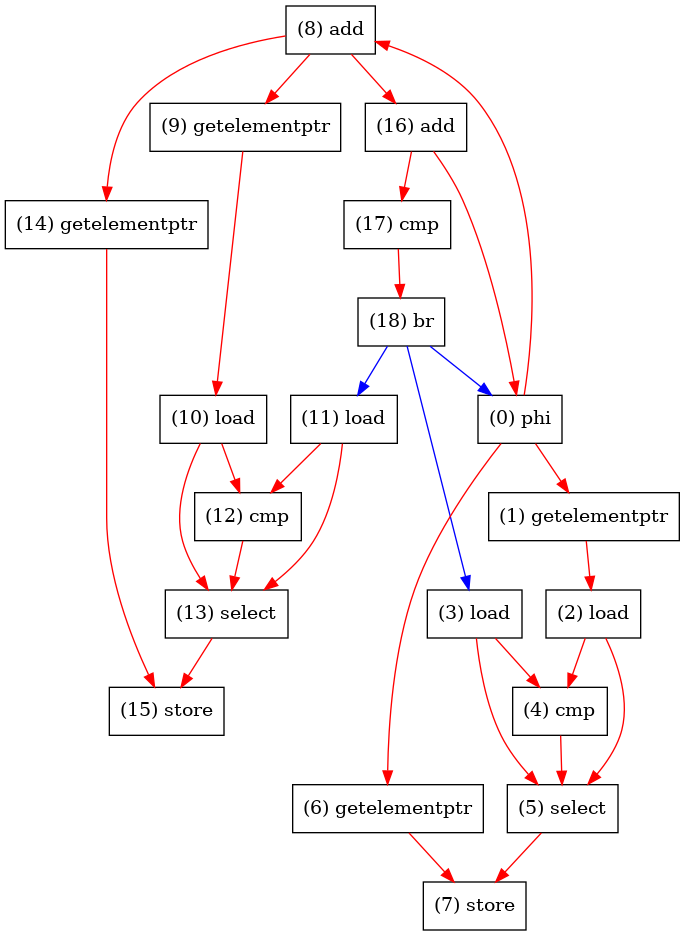 (8) add
(9) getelementptr
(16) add
(14) getelementptr
(17) cmp
(18) br
(10) load
(11) load
(0) phi
(12) cmp
(1) getelementptr
(13) select
(3) load
(2) load
(15) store
(4) cmp
(6) getelementptr
(5) select
(7) store